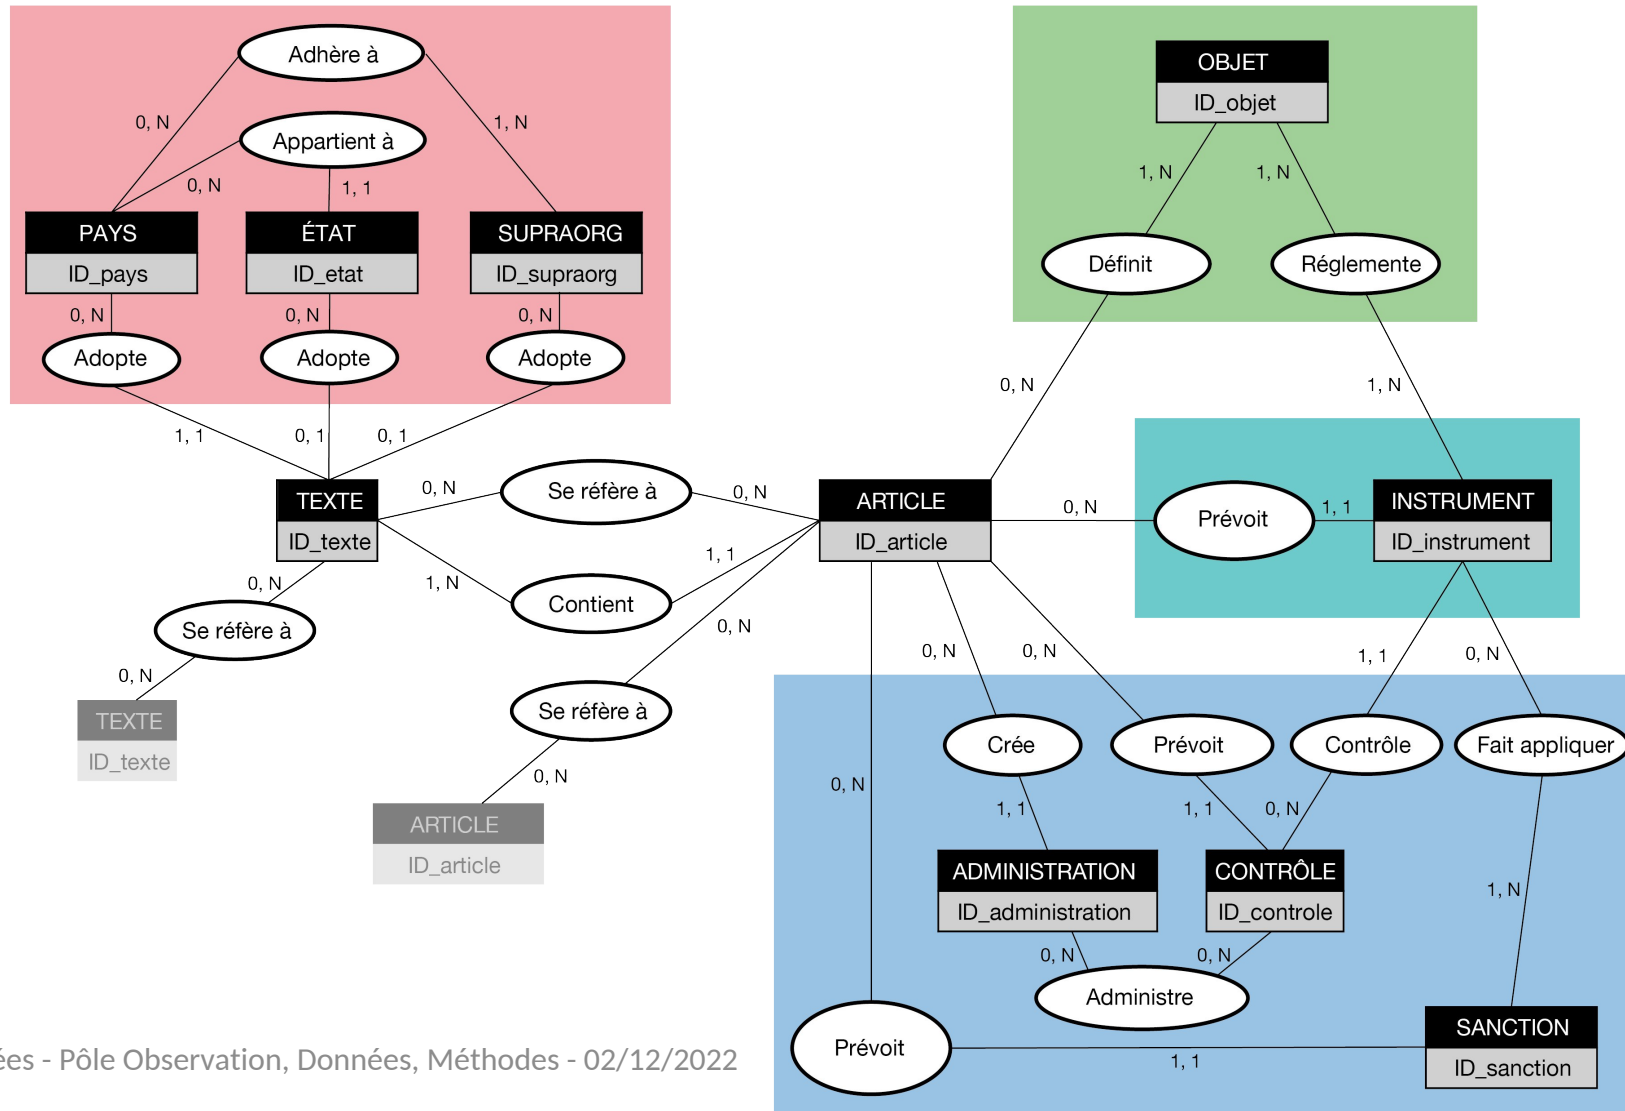 Adhère à
0, N
1, N
Appartient à
0, N
1, 1
PAYS
ID_pays
ÉTAT
ID_etat
SUPRAORG
ID_supraorg
0, N
0, N
0, N
Adopte
Adopte
Adopte
1, 1
0, 1
0, 1
OBJET
ID_objet
1, N
1, N
Définit
Réglemente
0, N
1, N
TEXTE
ID_texte
0, N
Se réfère à
0, N
1, N
Contient
1, 1
ARTICLE
ID_article
0, N
Prévoit
1, 1
INSTRUMENT
ID_instrument
0, N
Se réfère à
0, N
TEXTE
ID_texte
0, N
Se réfère à
0, N
ARTICLE
ID_article
0, N
0, N
1, 1
0, N
Crée
Prévoit
Contrôle
Fait appliquer
0, N
1, 1
1, 1
0, N
ADMINISTRATION
ID_administration
CONTRÔLE
ID_controle
1, N
0, N
0, N
Administre
Prévoit
1, 1
SANCTION
ID_sanction
- Pôle Observation, Données, Méthodes - 02/12/2022